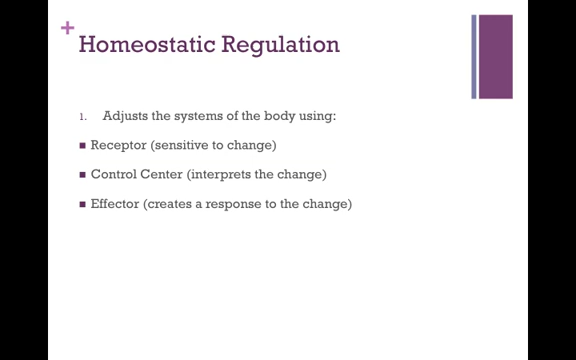 +
Homeostatic Regulation
1. Adjusts the systems of the body using:
■ Receptor (sensitive to change)
■ Control Center (interprets the change)
■ Effector (creates a response to the change)